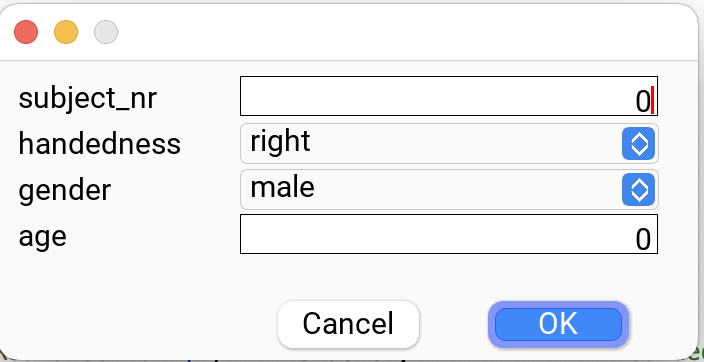 subject_nr 0
handedness right
gender male
age 0
Cancel OK